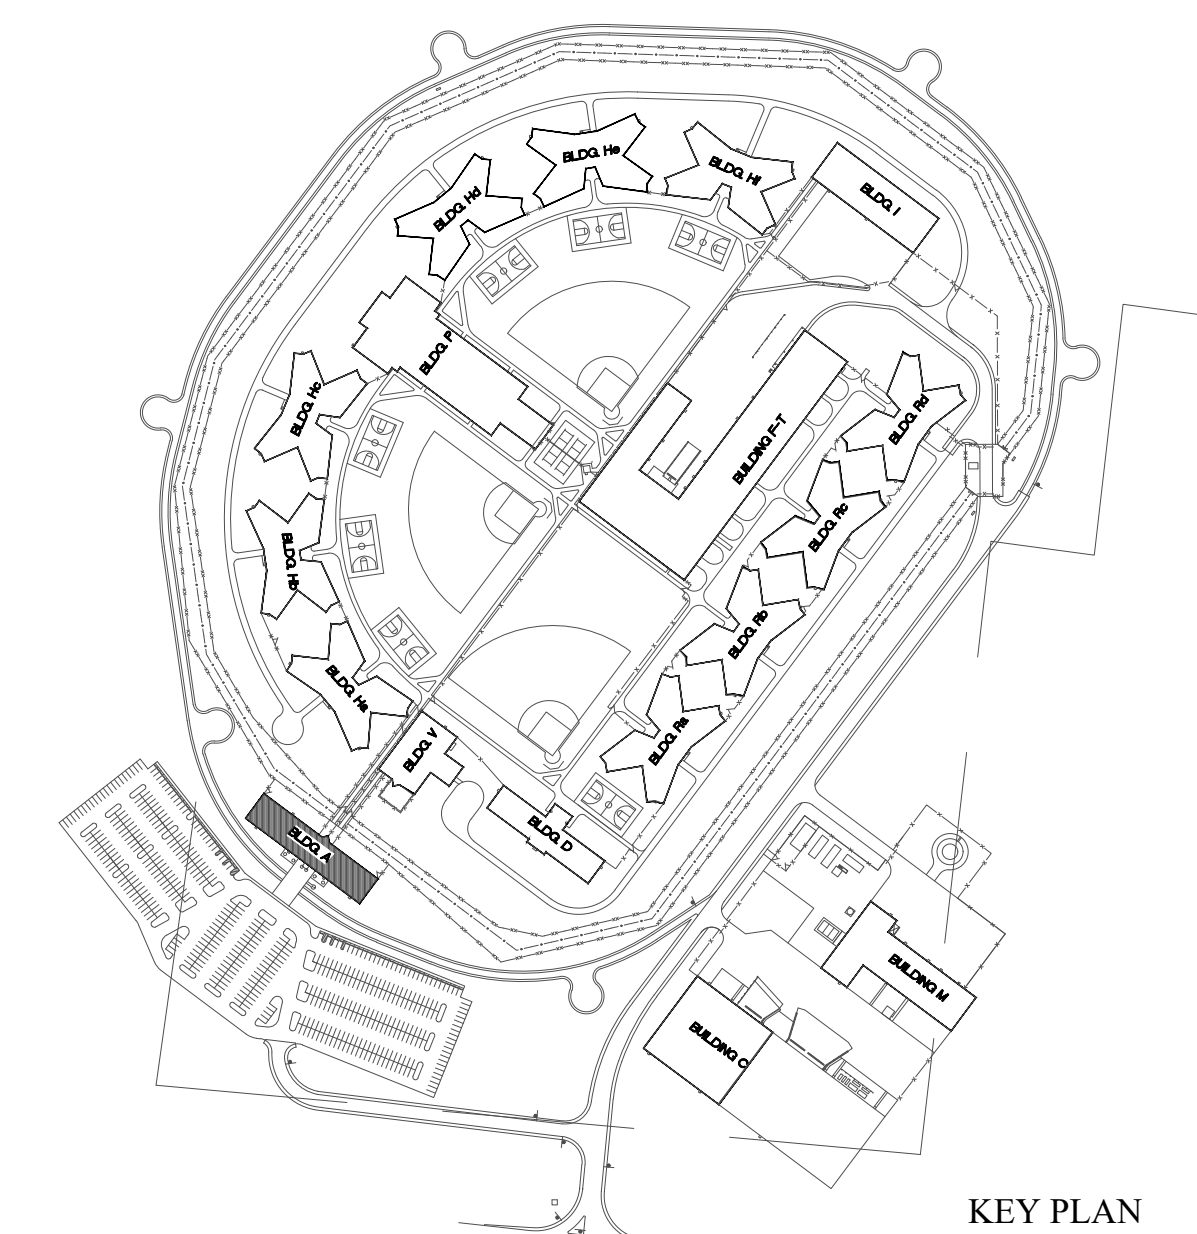 BLDG. He
BLDG. Hf
BLDG. Hd
BLDG. I
BLDG. P
BLDG. Hc
BLDG. Rd
BUILDING F-T
BLDG. Rc
BLDG. Hb
BLDG. Rb
BLDG. Ha
BLDG. Ra
BLDG. V
BLDG. D
BLDG. A
BUILDING M
BUILDING C
KEY PLAN